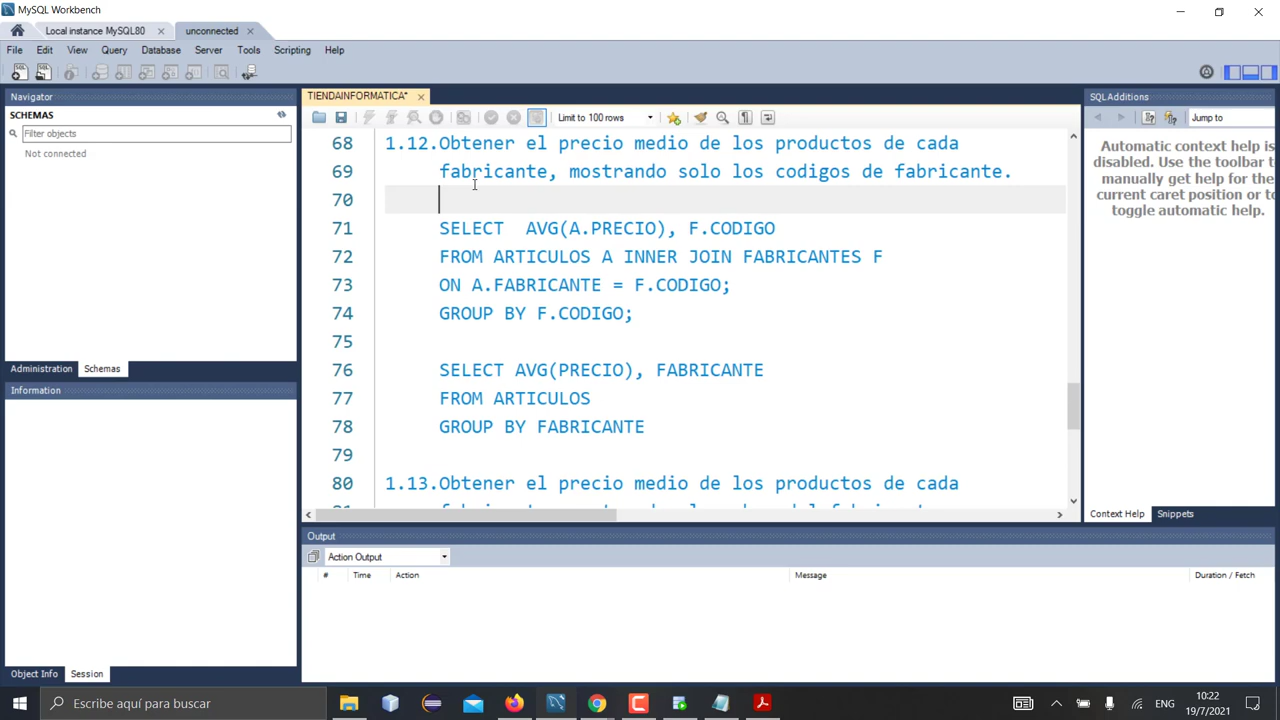 MySQL Workbench
Local instance MySQL80 unconnected
File Edit View Query Database Server Tools Scripting Help
Navigator
SCHEMAS
Filter objects
Not connected
Administration Schemas
Information
Object Info Session
TIENDAINFORMATICA*
Limit to 100 rows
68 1.12.Obtener el precio medio de los productos de cada
69 fabricante, mostrando solo los codigos de fabricante.
70
71 SELECT  AVG(A.PRECIO), F.CODIGO
72 FROM ARTICULOS A INNER JOIN FABRICANTES F
73 ON A.FABRICANTE = F.CODIGO;
74 GROUP BY F.CODIGO;
75
76 SELECT AVG(PRECIO), FABRICANTE
77 FROM ARTICULOS
78 GROUP BY FABRICANTE
79
80 1.13.Obtener el precio medio de los productos de cada
Output
Action Output
# Time Action Message Duration / Fetch
SQLAdditions
Jump to
Automatic context help is
disabled. Use the toolbar t
manually get help for the
current caret position or to
toggle automatic help.
Context Help Snippets
Escribe aquí para buscar
ENG
10:22
19/7/2021